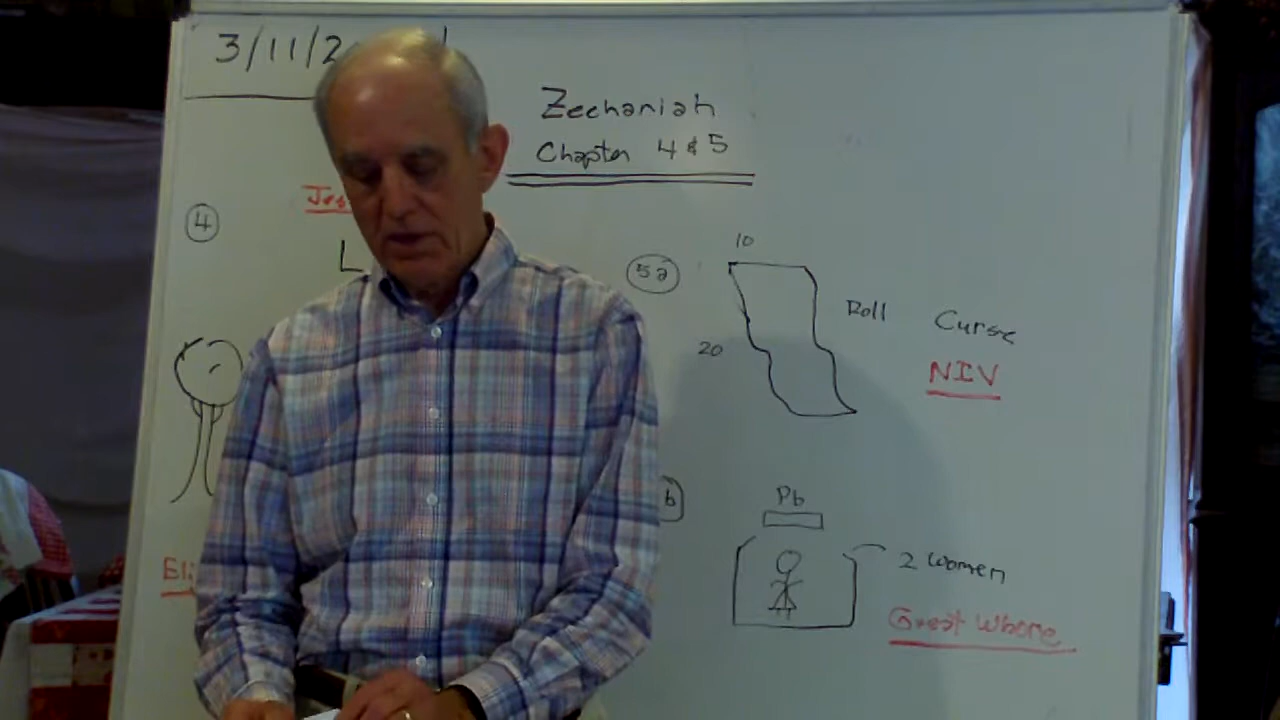 3/11/2
Zechariah
Chapter 4 & 5
4
L
5a
10
20
Roll
Curse
NIV
b
Pb
2 women
Great Whore